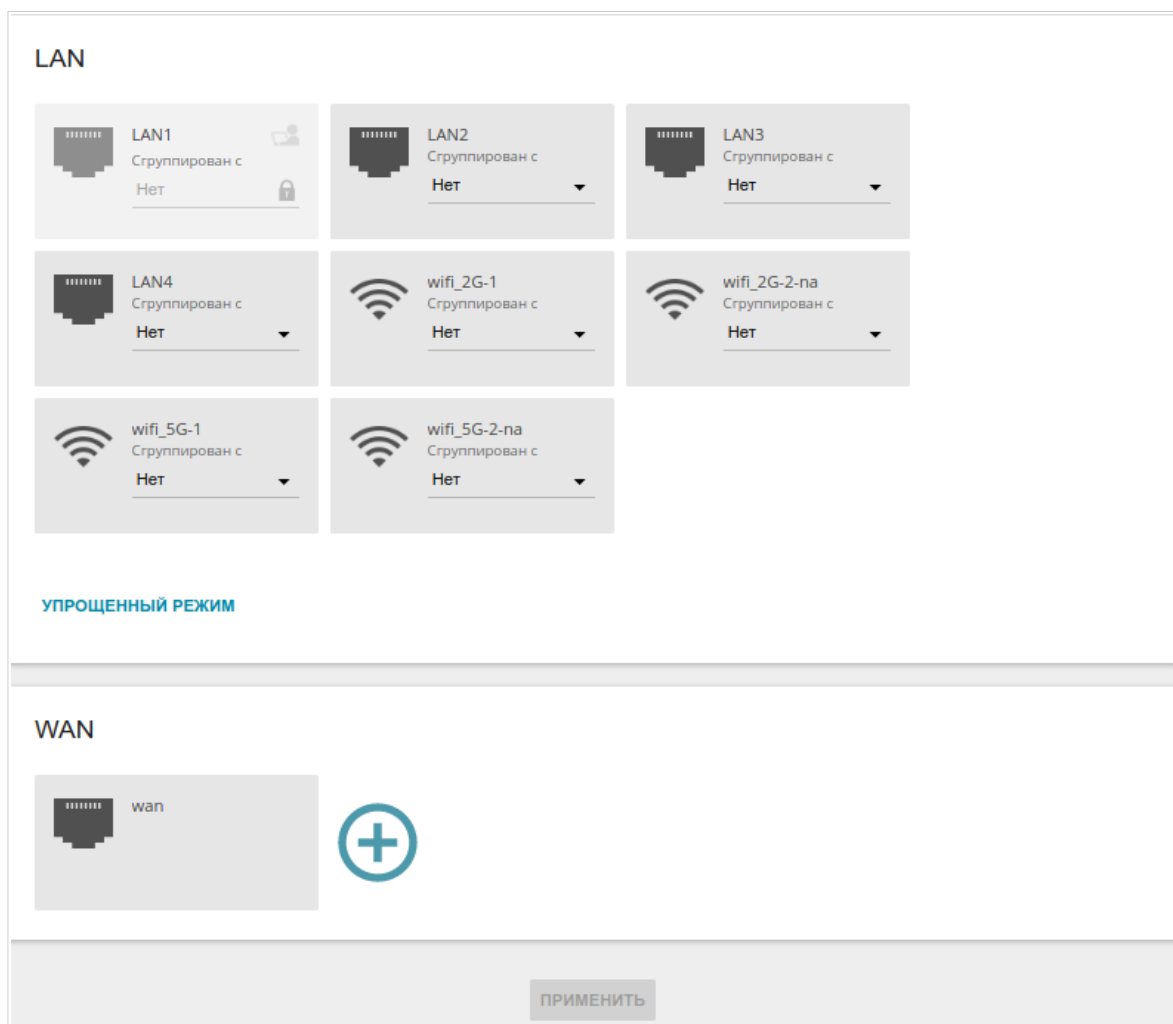 LAN
LAN1
Сгруппирован с
Нет
LAN2
Сгруппирован с
Нет
LAN3
Сгруппирован с
Нет
LAN4
Сгруппирован с
Нет
wifi_2G-1
Сгруппирован с
Нет
wifi_2G-2-na
Сгруппирован с
Нет
wifi_5G-1
Сгруппирован с
Нет
wifi_5G-2-na
Сгруппирован с
Нет
УПРОЩЕННЫЙ РЕЖИМ
WAN
wan
ПРИМЕНИТЬ